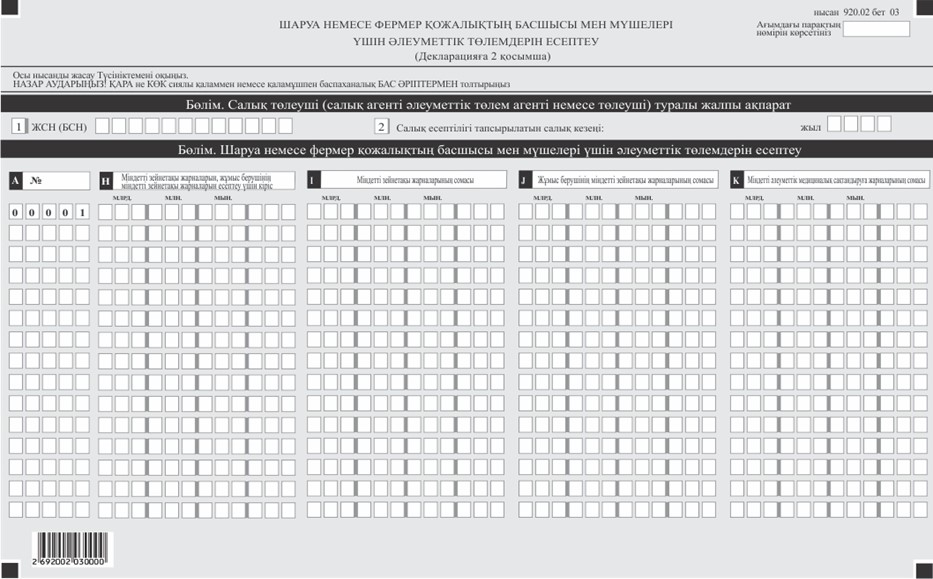 нысан 920.02 бет 03
Ағымдағы парақтың
нөмірін көрсетіңіз
ШАРУА НЕМЕСЕ ФЕРМЕР ҚОЖАЛЫҚТЫҢ БАСШЫСЫ МЕН МҮШЕЛЕРІ
ҮШІН ӘЛЕУМЕТТІК ТӨЛЕМДЕРІН ЕСЕПТЕУ
(Декларацияға 2 қосымша)
Осы нысанды жасау Түсініктемені оқыңыз.
НАЗАР АУДАРЫҢЫЗ! ҚАРА не КӨК сиялы қаламмен немесе қаламұшпен баспаханалық БАС ӘРІПТЕРМЕН толтырыңыз
Бөлім. Салық төлеуші (салық агенті әлеуметтік төлем агенті немесе төлеуші) туралы жалпы ақпарат
1 ЖСН (БСН)
2 Салық есептілігі тапсырылатын салық кезеңі:
жыл
Бөлім. Шаруа немесе фермер қожалықтың басшысы мен мүшелері үшін әлеуметтік төлемдерін есептеу
A №
H Міндетті зейнетақы жарналарын, жұмыс берушінің
міндетті зейнетақы жарналарын есептеу үшін кіріс
I Міндетті зейнетақы жарналарының сомасы
J Жұмыс берушінің міндетті зейнетақы жарналарының сомасы
K Міндетті әлеуметтік медициналық сақтандыруға жарналарының сомасы
млрд. млн. мың. млрд. млн. мың. млрд. млн. мың. млрд. млн. мың.
0 0 0 0 1
2 692002 030000